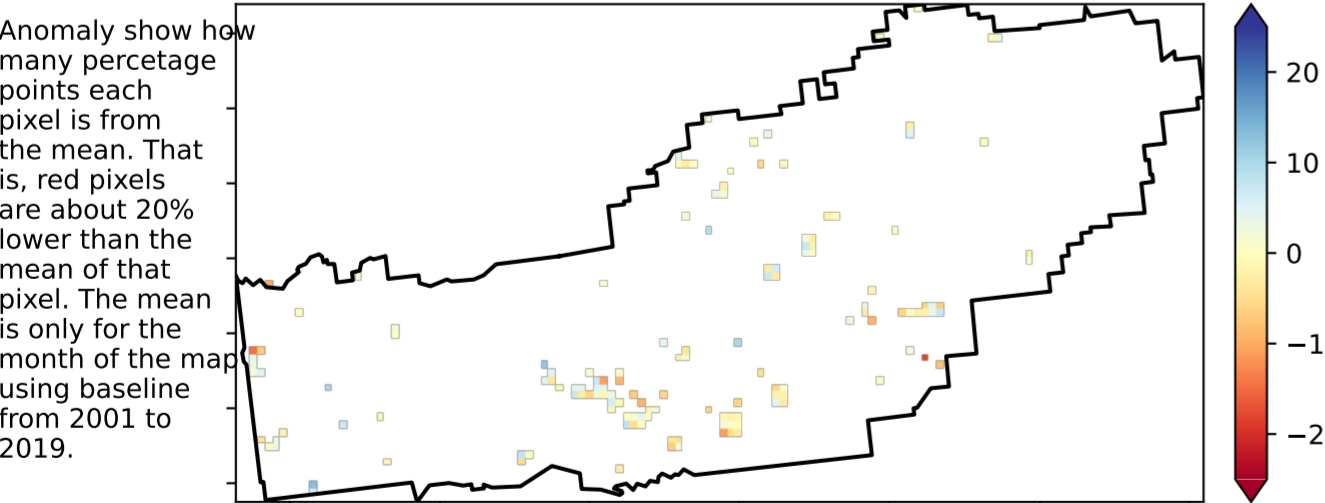 Anomaly show how
many percetage
points each
pixel is from
the mean. That
is, red pixels
are about 20%
lower than the
mean of that
pixel. The mean
is only for the
month of the map
using baseline
from 2001 to
2019.
20
10
0
−1
−2